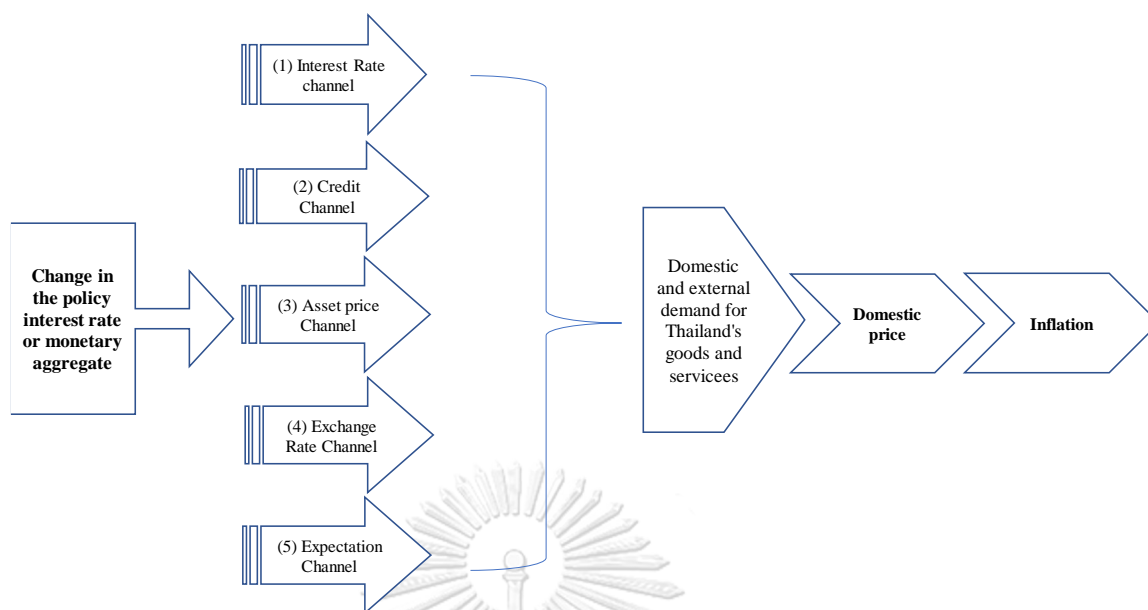 Change in
the policy
interest rate
or monetary
aggregate
(1) Interest Rate
channel
(2) Credit
Channel
(3) Asset price
Channel
(4) Exchange
Rate Channel
(5) Expectation
Channel
Domestic
and external
demand for
Thailand's
goods and
servicees
Domestic
price
Inflation